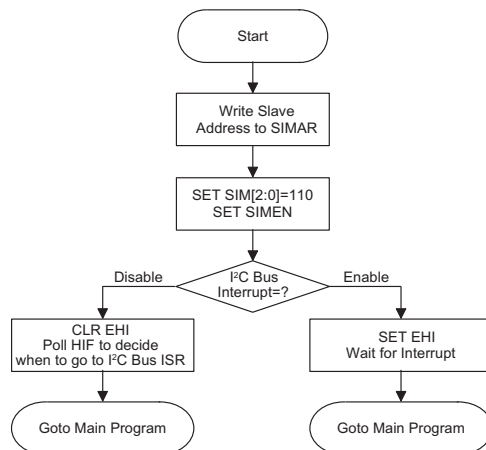 Start
Write Slave
Address to SIMAR
SET SIM[2:0]=110
SET SIMEN
I²C Bus
Interrupt=?
Disable
Enable
CLR EHI
Poll HIF to decide
when to go to I²C Bus ISR
SET EHI
Wait for Interrupt
Goto Main Program
Goto Main Program